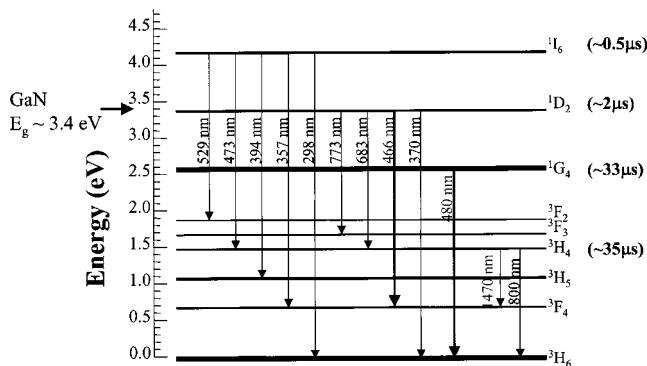 4.5
4.0
3.5
3.0
2.5
2.0
1.5
1.0
0.5
0.0
Energy (eV)
GaN
E_g ~ 3.4 eV
529 nm
473 nm
394 nm
357 nm
298 nm
773 nm
683 nm
466 nm
370 nm
480 nm
1470 nm
800 nm
¹I₆ (~0.5μs)
¹D₂ (~2μs)
¹G₄ (~33μs)
³F₂
³F₃
³H₄ (~35μs)
³H₅
³F₄
³H₆